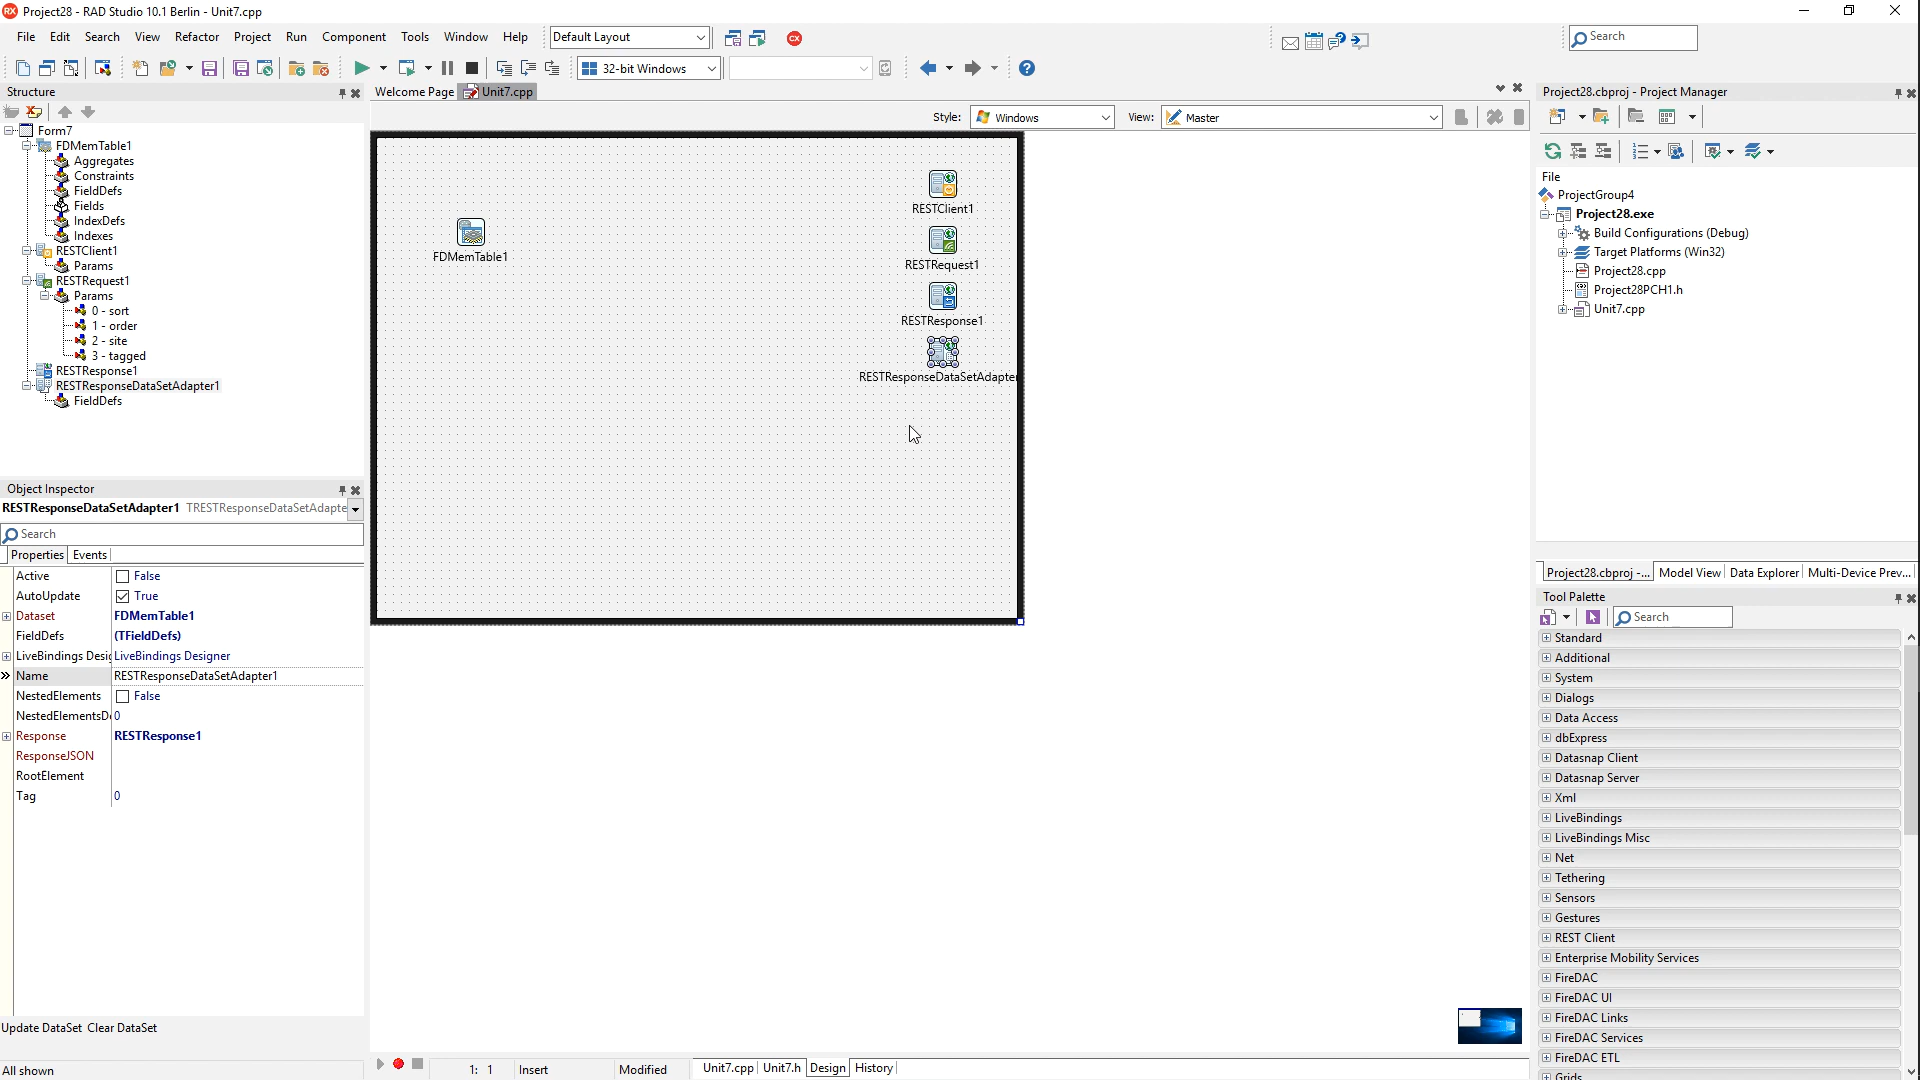 Project28 - RAD Studio 10.1 Berlin - Unit7.cpp
File Edit Search View Refactor Project Run Component Tools Window Help
Default Layout
Search
32-bit Windows
Structure
Welcome Page
Unit7.cpp
Project28.cbproj - Project Manager
Style:
Windows
View:
Master
Form7
FDMemTable1
Aggregates
Constraints
FieldDefs
Fields
IndexDefs
Indexes
RESTClient1
Params
RESTRequest1
Params
0 - sort
1 - order
2 - site
3 - tagged
RESTResponse1
RESTResponseDataSetAdapter1
FieldDefs
FDMemTable1
RESTClient1
RESTRequest1
RESTResponse1
RESTResponseDataSetAdapter
File
ProjectGroup4
Project28.exe
Build Configurations (Debug)
Target Platforms (Win32)
Project28.cpp
Project28PCH1.h
Unit7.cpp
Object Inspector
RESTResponseDataSetAdapter1 TRESTResponseDataSetAdapte
Search
Properties Events
Active False
AutoUpdate True
Dataset FDMemTable1
FieldDefs (TFieldDefs)
LiveBindings Desig LiveBindings Designer
Name RESTResponseDataSetAdapter1
NestedElements False
NestedElementsDe 0
Response RESTResponse1
ResponseJSON
RootElement
Tag 0
Update DataSet Clear DataSet
All shown
Project28.cbproj -... Model View Data Explorer Multi-Device Prev...
Tool Palette
Search
Standard
Additional
System
Dialogs
Data Access
dbExpress
Datasnap Client
Datasnap Server
Xml
LiveBindings
LiveBindings Misc
Net
Tethering
Sensors
Gestures
REST Client
Enterprise Mobility Services
FireDAC
FireDAC UI
FireDAC Links
FireDAC Services
FireDAC ETL
Grids
1: 1 Insert Modified Unit7.cpp Unit7.h Design History